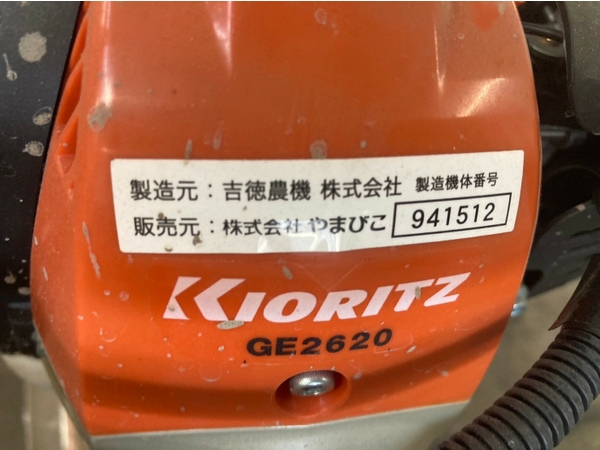 製造元：吉徳農機 株式会社 製造機体番号
販売元：株式会社やまびこ 941512
KIORITZ
GE2620